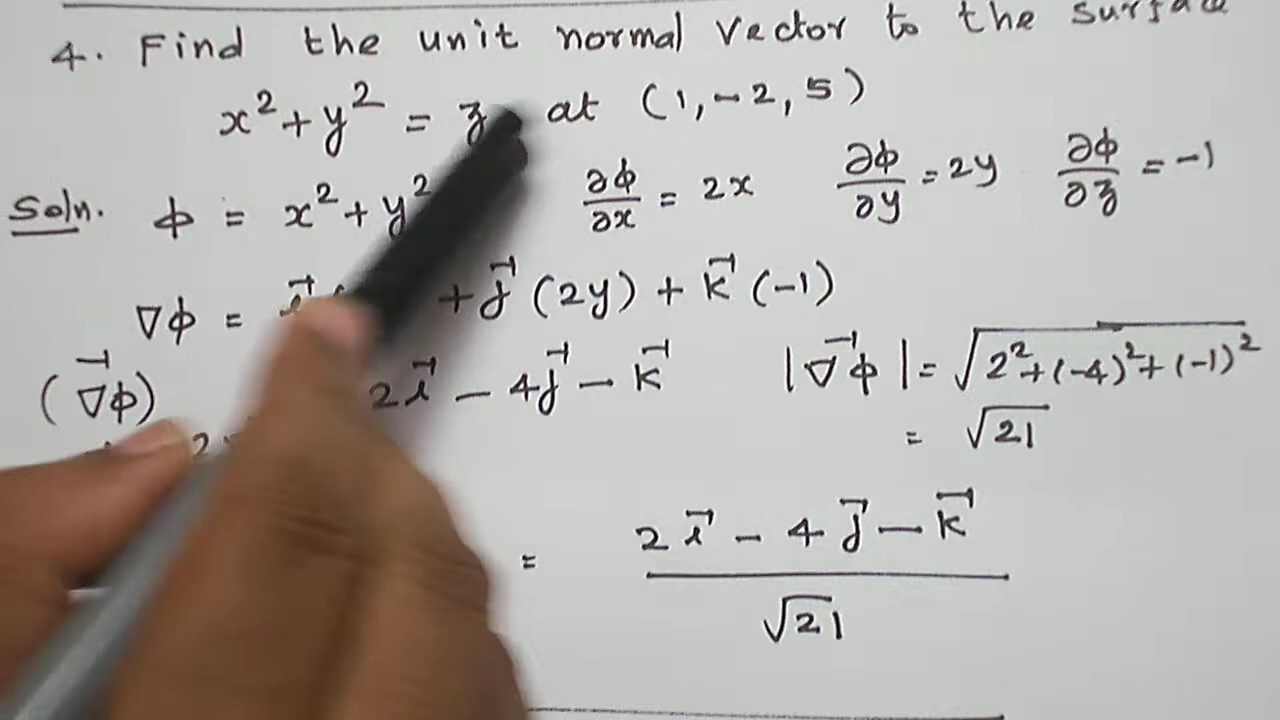 4. Find the unit normal vector to the surface
x² + y² = z at (1, -2, 5)
Soln. ϕ = x² + y² ∂ϕ/∂x = 2x ∂ϕ/∂y = 2y ∂ϕ/∂z = -1
∇ϕ = i⃗ + j⃗ (2y) + k⃗ (-1)
(∇⃗ϕ) 2i⃗ - 4j⃗ - k⃗ |∇⃗ϕ| = √(2² + (-4)² + (-1)²)
= √21
= (2i⃗ - 4j⃗ - k⃗)/√21